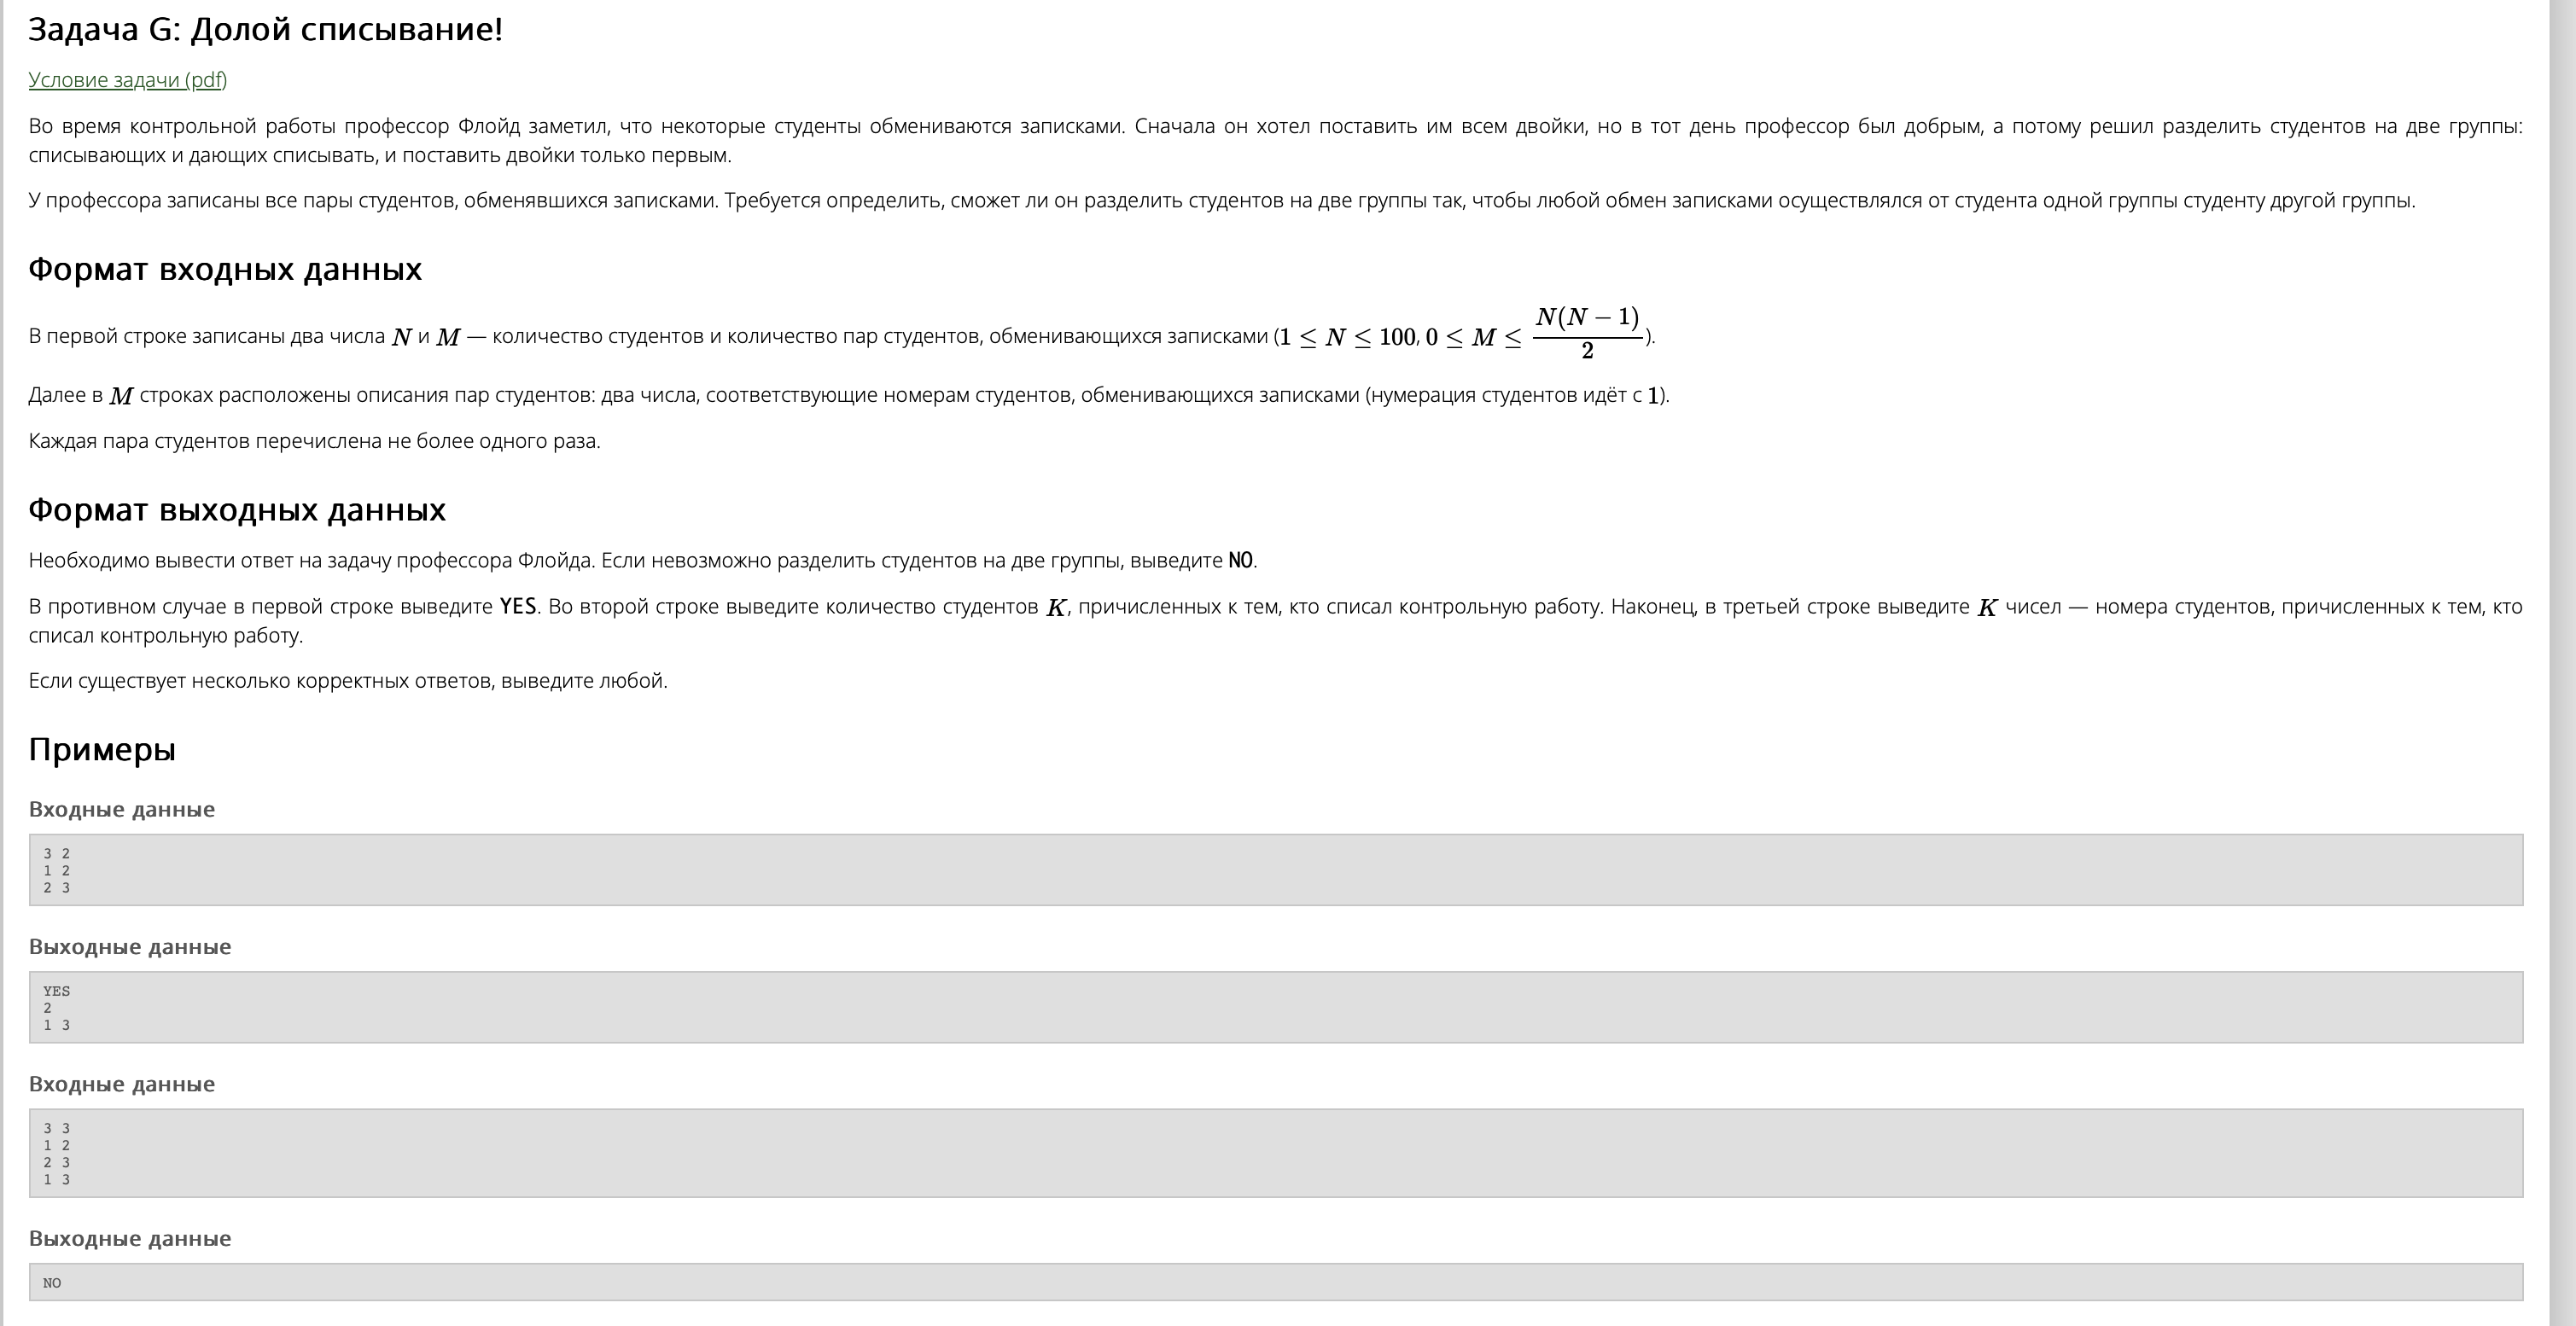 Задача G: Долой списывание!
Условие задачи (pdf)
Во время контрольной работы профессор Флойд заметил, что некоторые студенты обмениваются записками. Сначала он хотел поставить им всем двойки, но в тот день профессор был добрым, а потому решил разделить студентов на две группы:
списывающих и дающих списывать, и поставить двойки только первым.
У профессора записаны все пары студентов, обменявшихся записками. Требуется определить, сможет ли он разделить студентов на две группы так, чтобы любой обмен записками осуществлялся от студента одной группы студенту другой группы.
Формат входных данных
В первой строке записаны два числа N и M — количество студентов и количество пар студентов, обменивающихся записками (1 ≤ N ≤ 100, 0 ≤ M ≤ N(N − 1)/2).
Далее в M строках расположены описания пар студентов: два числа, соответствующие номерам студентов, обменивающихся записками (нумерация студентов идёт с 1).
Каждая пара студентов перечислена не более одного раза.
Формат выходных данных
Необходимо вывести ответ на задачу профессора Флойда. Если невозможно разделить студентов на две группы, выведите NO.
В противном случае в первой строке выведите YES. Во второй строке выведите количество студентов K, причисленных к тем, кто списал контрольную работу. Наконец, в третьей строке выведите K чисел — номера студентов, причисленных к тем, кто
списал контрольную работу.
Если существует несколько корректных ответов, выведите любой.
Примеры
Входные данные
3 2
1 2
2 3
Выходные данные
YES
2
1 3
Входные данные
3 3
1 2
2 3
1 3
Выходные данные
NO